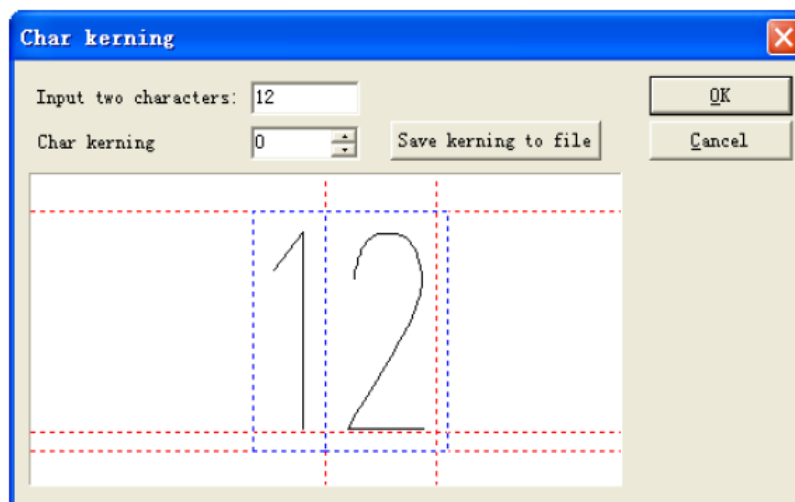 Char kerning
Input two characters: 12
OK
Char kerning 0 Save kerning to file
Cancel
12